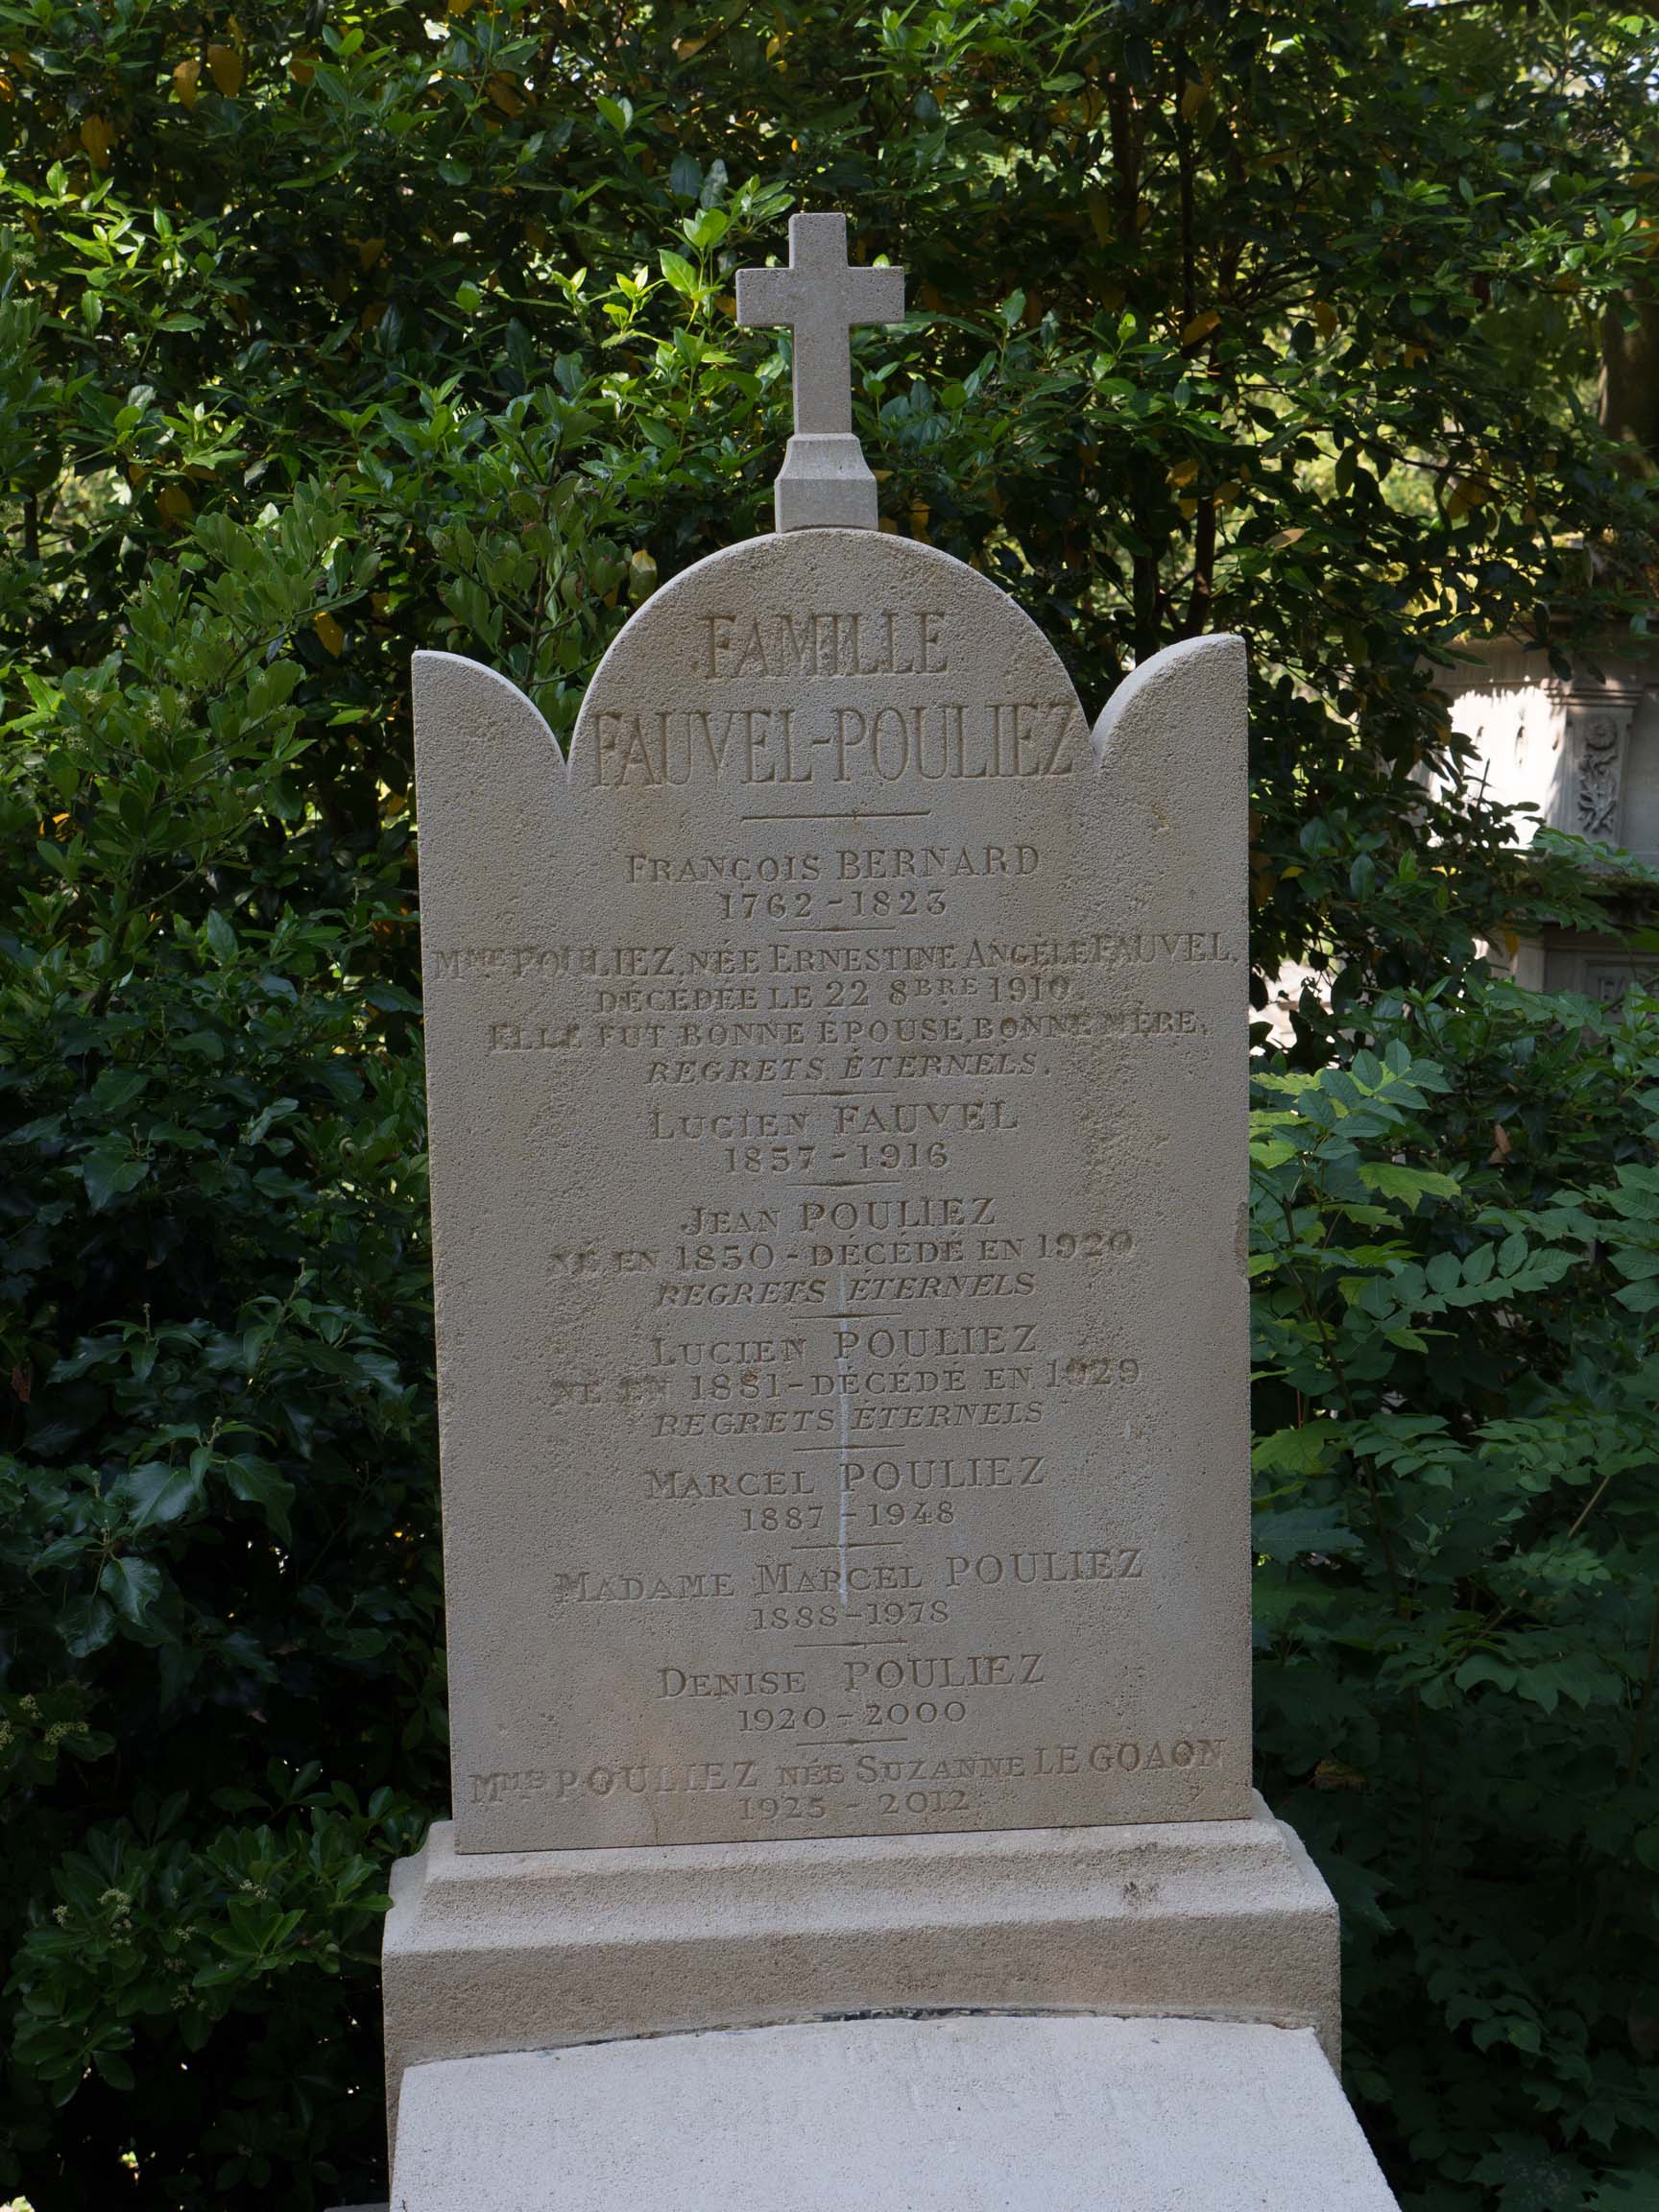 FAMILLE
FAUVEL-POULIEZ
FRANÇOIS BERNARD
1762-1823
MME POULIEZ, NÉE ERNESTINE ANGÈLE FAUVEL,
DÉCÉDÉE LE 22 8BRE 1910
ELLE FUT BONNE ÉPOUSE, BONNE MÈRE,
REGRETS ÉTERNELS.
LUCIEN FAUVEL
1857-1916
JEAN POULIEZ
NÉ EN 1850-DÉCÉDÉ EN 1920
REGRETS ETERNELS
LUCIEN POULIEZ
NÉ EN 1881-DÉCÉDÉ EN 1929
REGRETS ETERNELS
MARCEL POULIEZ
1887-1948
MADAME MARCEL POULIEZ
1888-1978
DENISE POULIEZ
1920-2000
MME POULIEZ NÉE SUZANNE LE GOAON
1925 - 2012